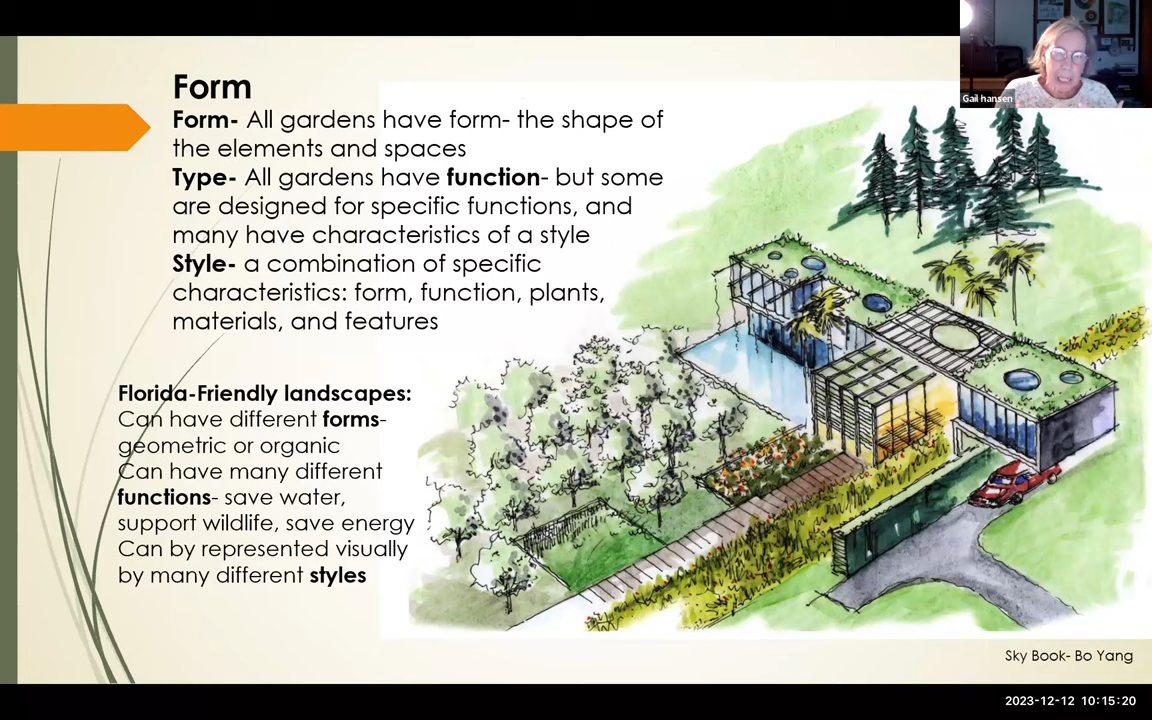 Form
Form- All gardens have form- the shape of
the elements and spaces
Type- All gardens have function- but some
are designed for specific functions, and
many have characteristics of a style
Style- a combination of specific
characteristics: form, function, plants,
materials, and features
Florida-Friendly landscapes:
Can have different forms-
geometric or organic
Can have many different
functions- save water,
support wildlife, save energy
Can by represented visually
by many different styles
Gail hansen
Sky Book- Bo Yang
2023-12-12 10:15:20